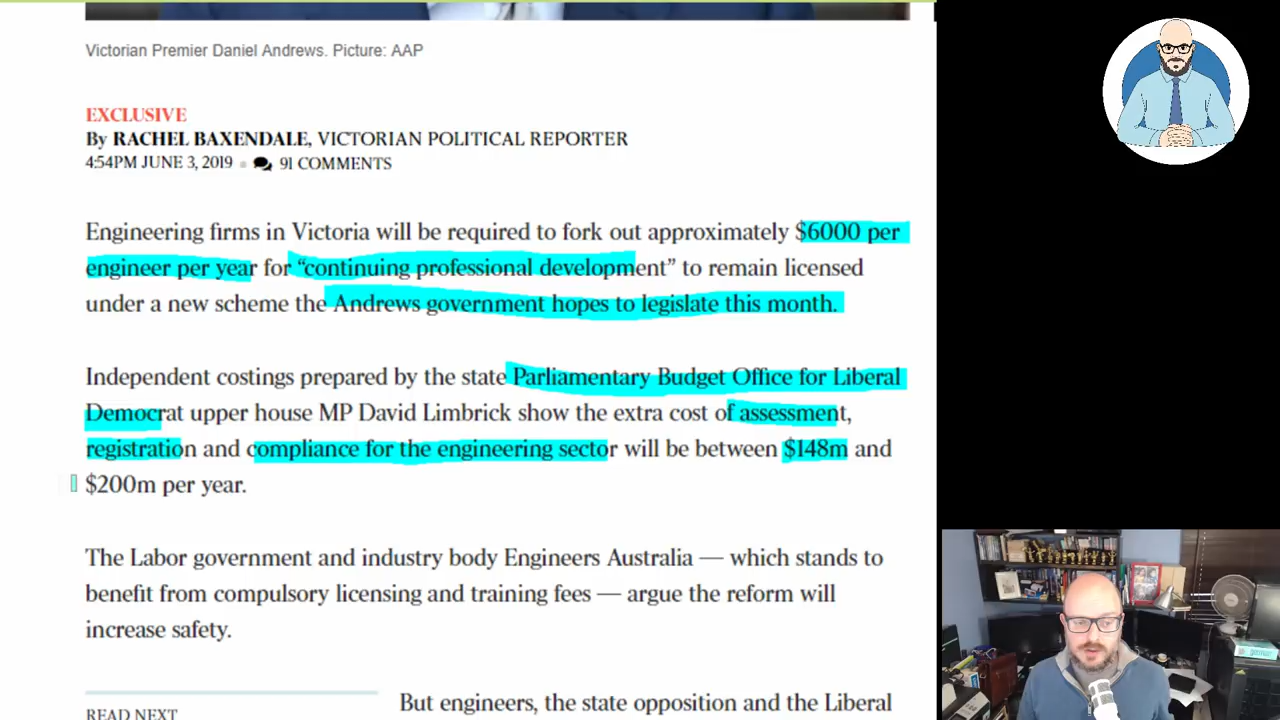 Victorian Premier Daniel Andrews. Picture: AAP
EXCLUSIVE
By RACHEL BAXENDALE, VICTORIAN POLITICAL REPORTER
4:54PM JUNE 3, 2019 91 COMMENTS
Engineering firms in Victoria will be required to fork out approximately $6000 per
engineer per year for “continuing professional development” to remain licensed
under a new scheme the Andrews government hopes to legislate this month.
Independent costings prepared by the state Parliamentary Budget Office for Liberal
Democrat upper house MP David Limbrick show the extra cost of assessment,
registration and compliance for the engineering sector will be between $148m and
$200m per year.
The Labor government and industry body Engineers Australia — which stands to
benefit from compulsory licensing and training fees — argue the reform will
increase safety.
READ NEXT
But engineers, the state opposition and the Liberal